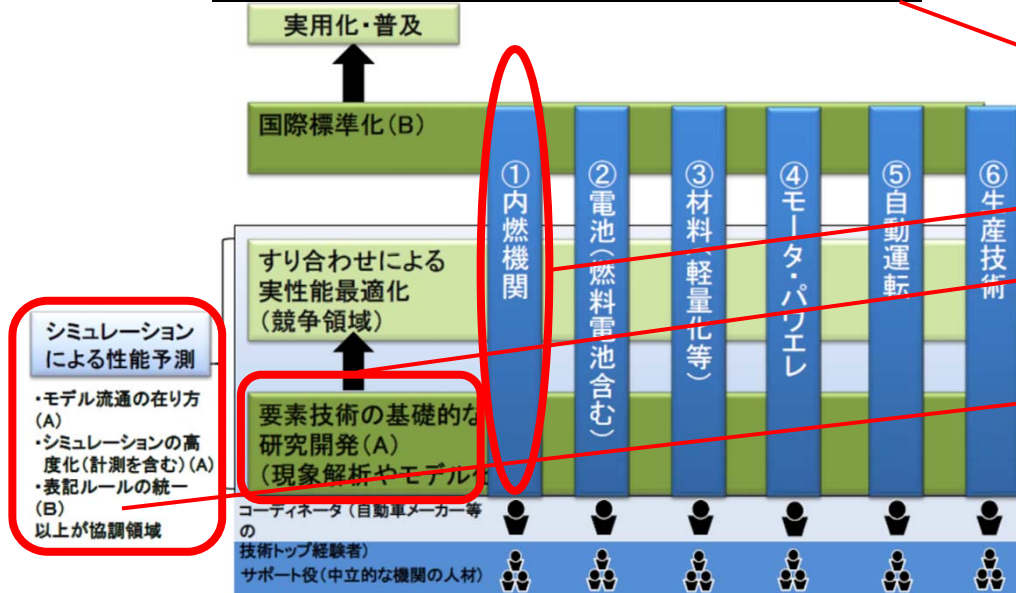 実用化・普及
国際標準化(B)
①内燃機関
②電池(燃料電池含む)
③材料(軽量化等)
④モータ・パワエレ
⑤自動運転
⑥生産技術
すり合わせによる
実性能最適化
(競争領域)
シミュレーション
による性能予測
・モデル流通の在り方
(A)
・シミュレーションの高
度化(計測を含む)(A)
・表記ルールの統一
(B)
以上が協調領域
要素技術の基礎的な
研究開発(A)
(現象解析やモデル化
コーディネータ(自動車メーカー等
の
技術トップ経験者)
サポート役(中立的な機関の人材)